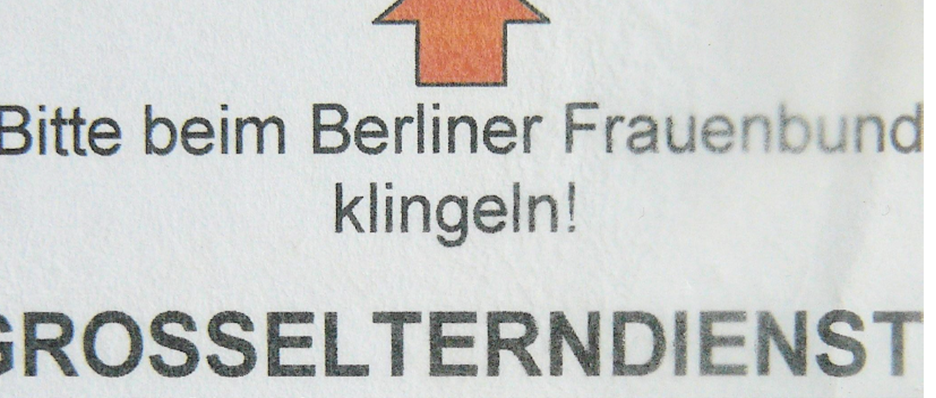 Bitte beim Berliner Frauenbund
klingeln!
GROSSELTERNDIENST